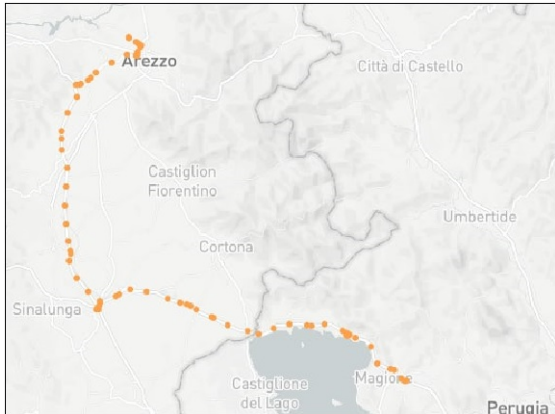 Arezzo
Città di Castello
Castiglion
Fiorentino
Umbertide
Cortona
Sinalunga
Castiglione
del Lago
Magione
Perugia